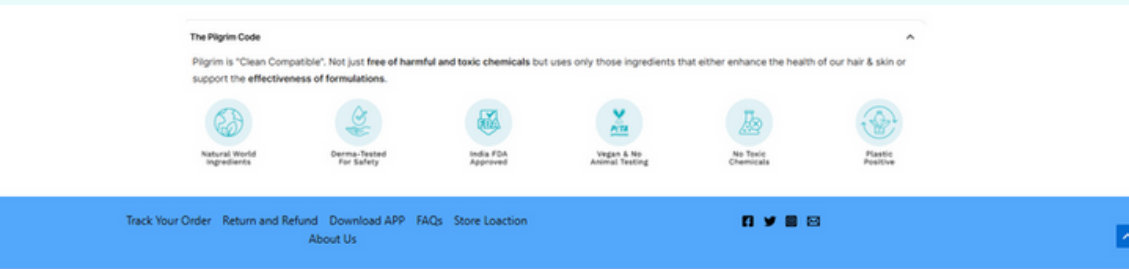 The Pilgrim Code
Pilgrim is "Clean Compatible". Not just free of harmful and toxic chemicals but uses only those ingredients that either enhance the health of our hair & skin or
support the effectiveness of formulations.
FDA
PETA
Natural World
Ingredients
Derma-Tested
For Safety
India FDA
Approved
Vegan & No
Animal Testing
No Toxic
Chemicals
Plastic
Positive
Track Your Order Return and Refund Download APP FAQs Store Loaction
About Us